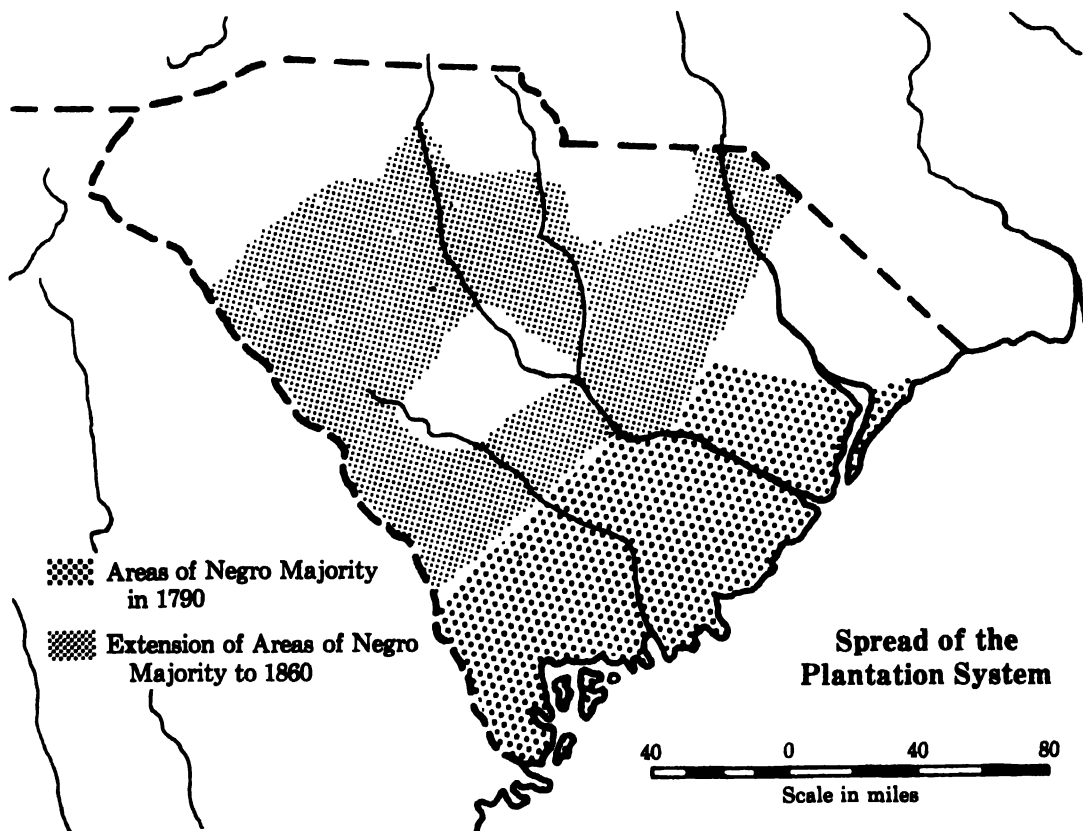 Areas of Negro Majority
in 1790
Extension of Areas of Negro
Majority to 1860
Spread of the
Plantation System
40 0 40 80
Scale in miles